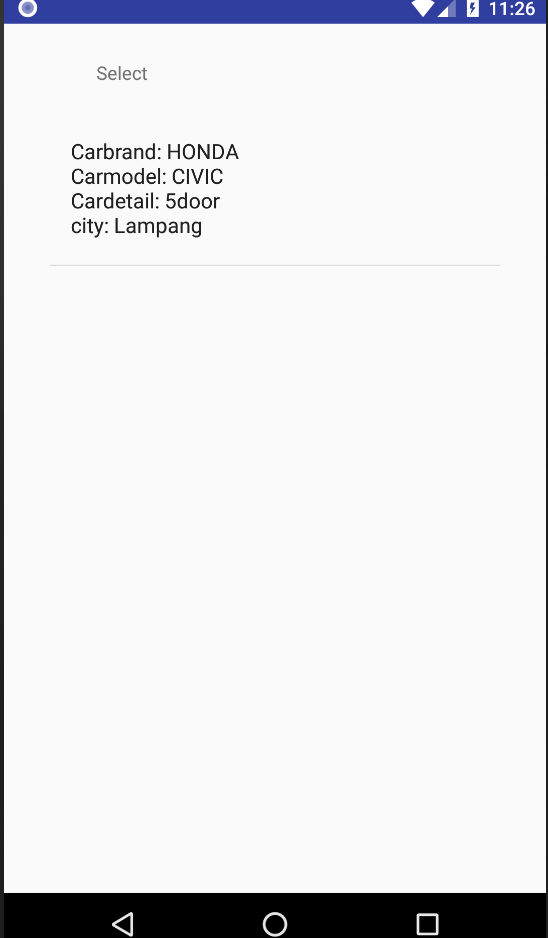 11:26
Select
Carbrand: HONDA
Carmodel: CIVIC
Cardetail: 5door
city: Lampang